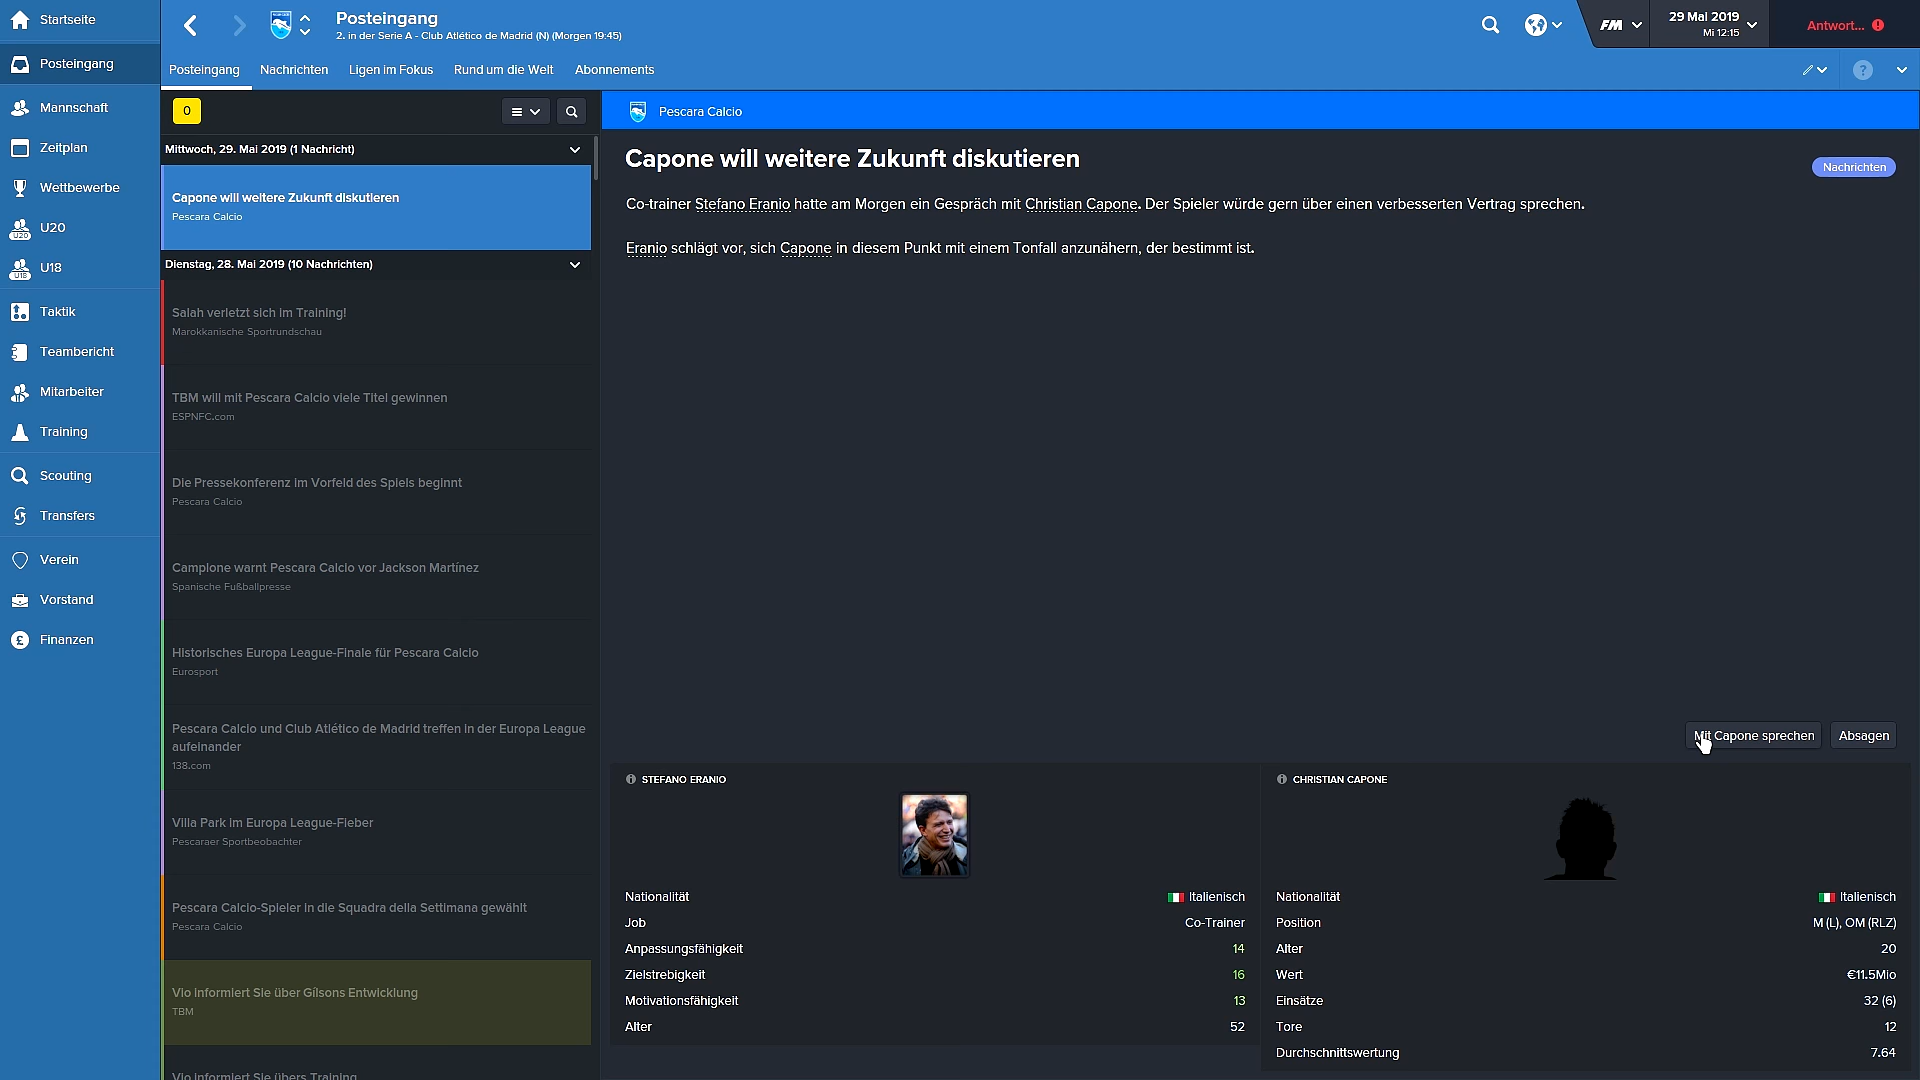 Startseite
Posteingang
Mannschaft
Zeitplan
Wettbewerbe
U20
U18
Taktik
Teambericht
Mitarbeiter
Training
Scouting
Transfers
Verein
Vorstand
Finanzen
Posteingang
2. in der Serie A - Club Atlético de Madrid (N) (Morgen 19:45)
FM
29 Mai 2019
Mi 12:15
Antwort...
Posteingang Nachrichten Ligen im Fokus Rund um die Welt Abonnements
0
Mittwoch, 29. Mai 2019 (1 Nachricht)
Capone will weitere Zukunft diskutieren
Pescara Calcio
Dienstag, 28. Mai 2019 (10 Nachrichten)
Salah verletzt sich im Training!
Marokkanische Sportrundschau
TBM will mit Pescara Calcio viele Titel gewinnen
ESPNFC.com
Die Pressekonferenz im Vorfeld des Spiels beginnt
Pescara Calcio
Campione warnt Pescara Calcio vor Jackson Martínez
Spanische Fußballpresse
Historisches Europa League-Finale für Pescara Calcio
Eurosport
Pescara Calcio und Club Atlético de Madrid treffen in der Europa League
aufeinander
138.com
Villa Park im Europa League-Fieber
Pescaraer Sportbeobachter
Pescara Calcio-Spieler in die Squadra della Settimana gewählt
Pescara Calcio
Vio informiert Sie über Gilsons Entwicklung
TBM
Vio informiert Sie übers Training
Pescara Calcio
Capone will weitere Zukunft diskutieren
Nachrichten
Co-trainer Stefano Eranio hatte am Morgen ein Gespräch mit Christian Capone. Der Spieler würde gern über einen verbesserten Vertrag sprechen.
Eranio schlägt vor, sich Capone in diesem Punkt mit einem Tonfall anzunähern, der bestimmt ist.
Mit Capone sprechen Absagen
STEFANO ERANIO
Nationalität Italienisch
Job Co-Trainer
Anpassungsfähigkeit 14
Zielstrebigkeit 16
Motivationsfähigkeit 13
Alter 52
CHRISTIAN CAPONE
Nationalität Italienisch
Position M (L), OM (RLZ)
Alter 20
Wert €11.5Mio
Einsätze 32 (6)
Tore 12
Durchschnittswertung 7.64